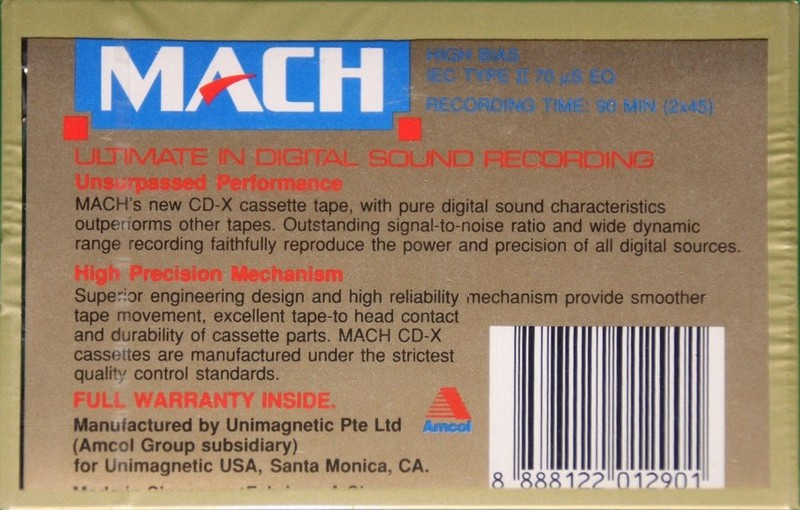 MACH
HIGH BIAS
IEC TYPE II 70 µS EQ
RECORDING TIME: 90 MIN (2x45)
ULTIMATE IN DIGITAL SOUND RECORDING
Unsurpassed Performance
MACH's new CD-X cassette tape, with pure digital sound characteristics
outperforms other tapes. Outstanding signal-to-noise ratio and wide dynamic
range recording faithfully reproduce the power and precision of all digital sources.
High Precision Mechanism
Superior engineering design and high reliability mechanism provide smoother
tape movement, excellent tape-to head contact
and durability of cassette parts. MACH CD-X
cassettes are manufactured under the strictest
quality control standards.
FULL WARRANTY INSIDE.
Manufactured by Unimagnetic Pte Ltd
(Amcol Group subsidiary)
for Unimagnetic USA, Santa Monica, CA.
Amcol
8 888122 012901